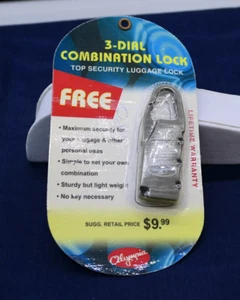 3-DIAL
COMBINATION LOCK
TOP SECURITY LUGGAGE LOCK
FREE
• Maximum security for
your luggage & other
personal uses
• Simple to set your own
combination
• Sturdy but light weight
• No key necessary
LIFETIME WARRANTY
SUGG. RETAIL PRICE $9.99
Olympia